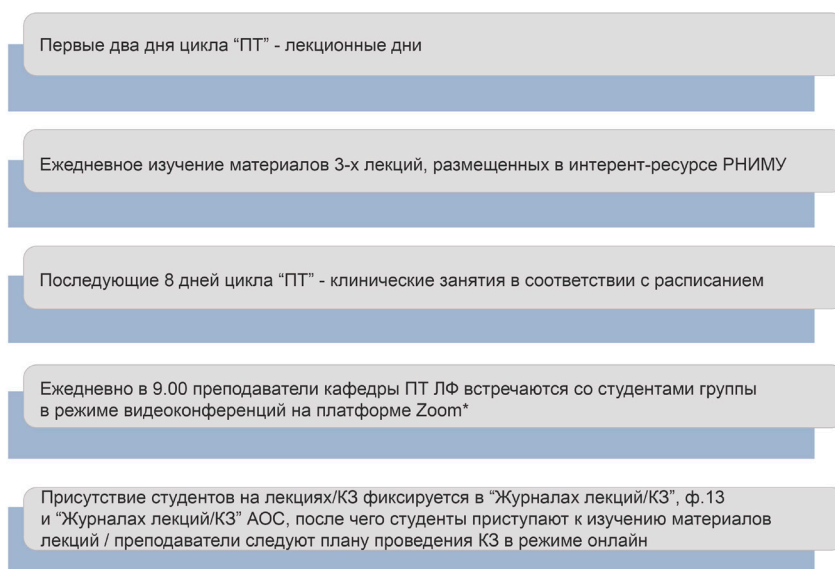 Первые два дня цикла “ПТ” - лекционные дни
Ежедневное изучение материалов 3-х лекций, размещенных в интерент-ресурсе РНИМУ
Последующие 8 дней цикла “ПТ” - клинические занятия в соответствии с расписанием
Ежедневно в 9.00 преподаватели кафедры ПТ ЛФ встречаются со студентами группы
в режиме видеоконференций на платформе Zoom*
Присутствие студентов на лекциях/КЗ фиксируется в “Журналах лекций/КЗ”, ф.13
и “Журналах лекций/КЗ” АОС, после чего студенты приступают к изучению материалов
лекций / преподаватели следуют плану проведения КЗ в режиме онлайн